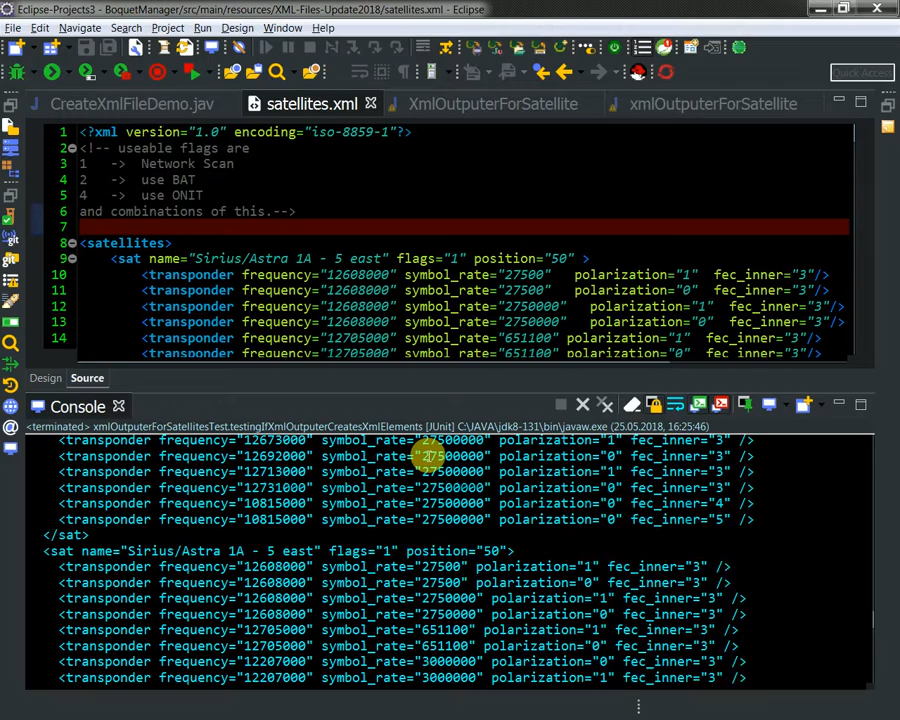 Eclipse-Projects3 - BoquetManager/src/main/resources/XML-Files-Update2018/satellites.xml - Eclipse
File Edit Navigate Search Project Run Design Window Help
Quick Access
CreateXmlFileDemo.jav satellites.xml XmlOutputerForSatellite xmlOutputerForSatellite
1 <?xml version="1.0" encoding="iso-8859-1"?>
2 <!-- useable flags are
3 1 -> Network Scan
4 2 -> use BAT
5 4 -> use ONIT
6 and combinations of this.-->
7
8 <satellites>
9 <sat name="Sirius/Astra 1A - 5 east" flags="1" position="50" >
10 <transponder frequency="12608000" symbol_rate="27500" polarization="1" fec_inner="3"/>
11 <transponder frequency="12608000" symbol_rate="27500" polarization="0" fec_inner="3"/>
12 <transponder frequency="12608000" symbol_rate="2750000" polarization="1" fec_inner="3"/>
13 <transponder frequency="12608000" symbol_rate="2750000" polarization="0" fec_inner="3"/>
14 <transponder frequency="12705000" symbol_rate="651100" polarization="1" fec_inner="3"/>
<transponder frequency="12705000" symbol_rate="651100" polarization="0" fec_inner="3"/>
Design Source
Console
<terminated> xmlOutputerForSatellitesTest.testingIfXmlOutputerCreatesXmlElements [JUnit] C:\JAVA\jdk8-131\bin\javaw.exe (25.05.2018, 16:25:46)
<transponder frequency="12673000" symbol_rate="27500000" polarization="1" fec_inner="3" />
<transponder frequency="12692000" symbol_rate="27500000" polarization="0" fec_inner="3" />
<transponder frequency="12713000" symbol_rate="27500000" polarization="1" fec_inner="3" />
<transponder frequency="12731000" symbol_rate="27500000" polarization="0" fec_inner="3" />
<transponder frequency="10815000" symbol_rate="27500000" polarization="0" fec_inner="4" />
<transponder frequency="10815000" symbol_rate="27500000" polarization="0" fec_inner="5" />
</sat>
<sat name="Sirius/Astra 1A - 5 east" flags="1" position="50">
<transponder frequency="12608000" symbol_rate="27500" polarization="1" fec_inner="3" />
<transponder frequency="12608000" symbol_rate="27500" polarization="0" fec_inner="3" />
<transponder frequency="12608000" symbol_rate="2750000" polarization="1" fec_inner="3" />
<transponder frequency="12608000" symbol_rate="2750000" polarization="0" fec_inner="3" />
<transponder frequency="12705000" symbol_rate="651100" polarization="1" fec_inner="3" />
<transponder frequency="12705000" symbol_rate="651100" polarization="0" fec_inner="3" />
<transponder frequency="12207000" symbol_rate="3000000" polarization="0" fec_inner="3" />
<transponder frequency="12207000" symbol_rate="3000000" polarization="1" fec_inner="3" />